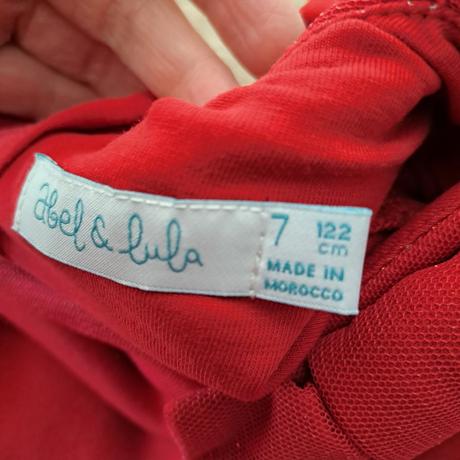 abel & lula
7 122
cm
MADE IN
MOROCCO